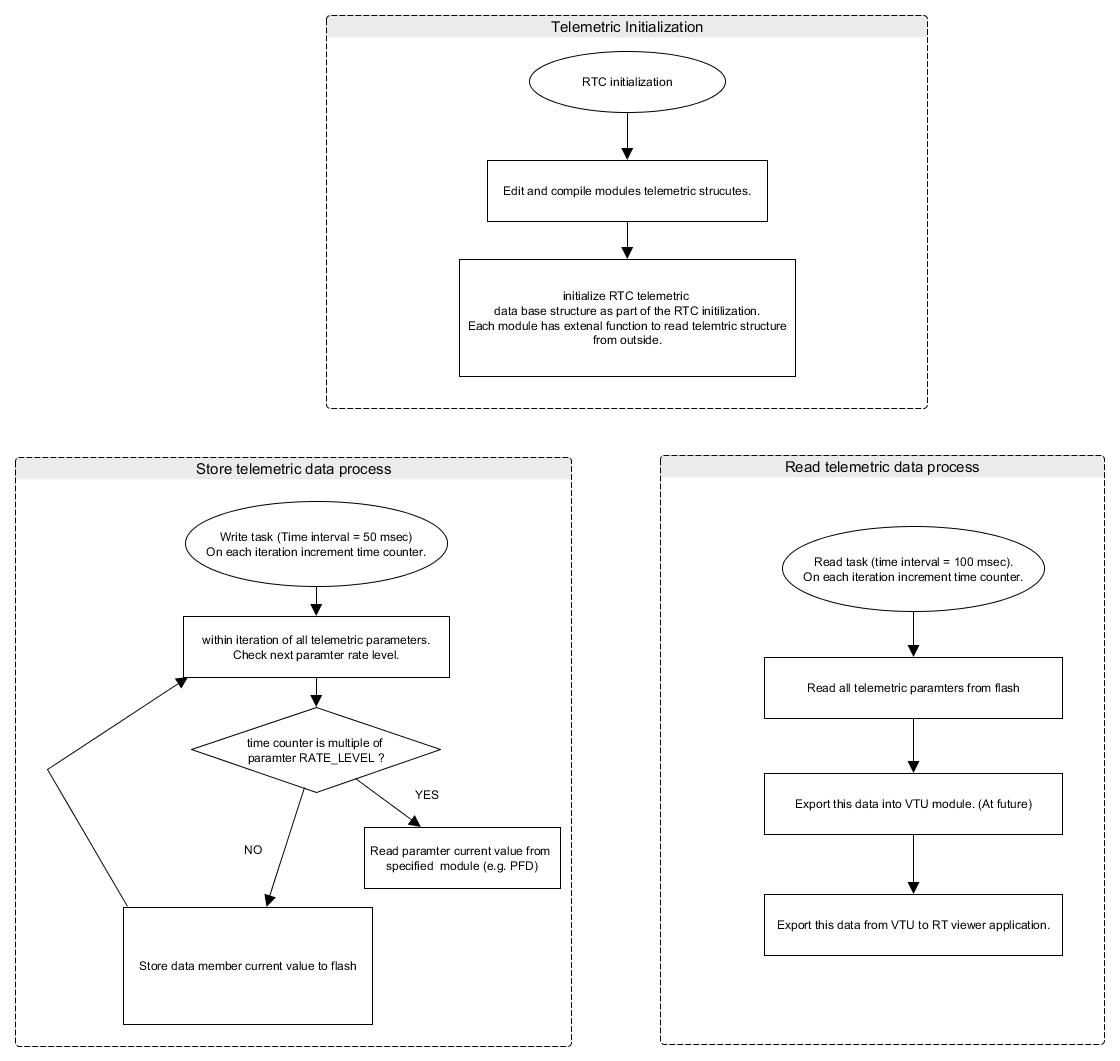 Telemetric Initialization
RTC initialization
Edit and compile modules telemetric strucutes.
initialize RTC telemetric
data base structure as part of the RTC initilization.
Each module has extenal function to read telemtric structure
from outside.
Store telemetric data process
Write task (Time interval = 50 msec)
On each iteration increment time counter.
within iteration of all telemetric parameters.
Check next paramter rate level.
time counter is multiple of
paramter RATE_LEVEL ?
YES
NO
Read paramter current value from
specified  module (e.g. PFD)
Store data member current value to flash
Read telemetric data process
Read task (time interval = 100 msec).
On each iteration increment time counter.
Read all telemetric paramters from flash
Export this data into VTU module. (At future)
Export this data from VTU to RT viewer application.